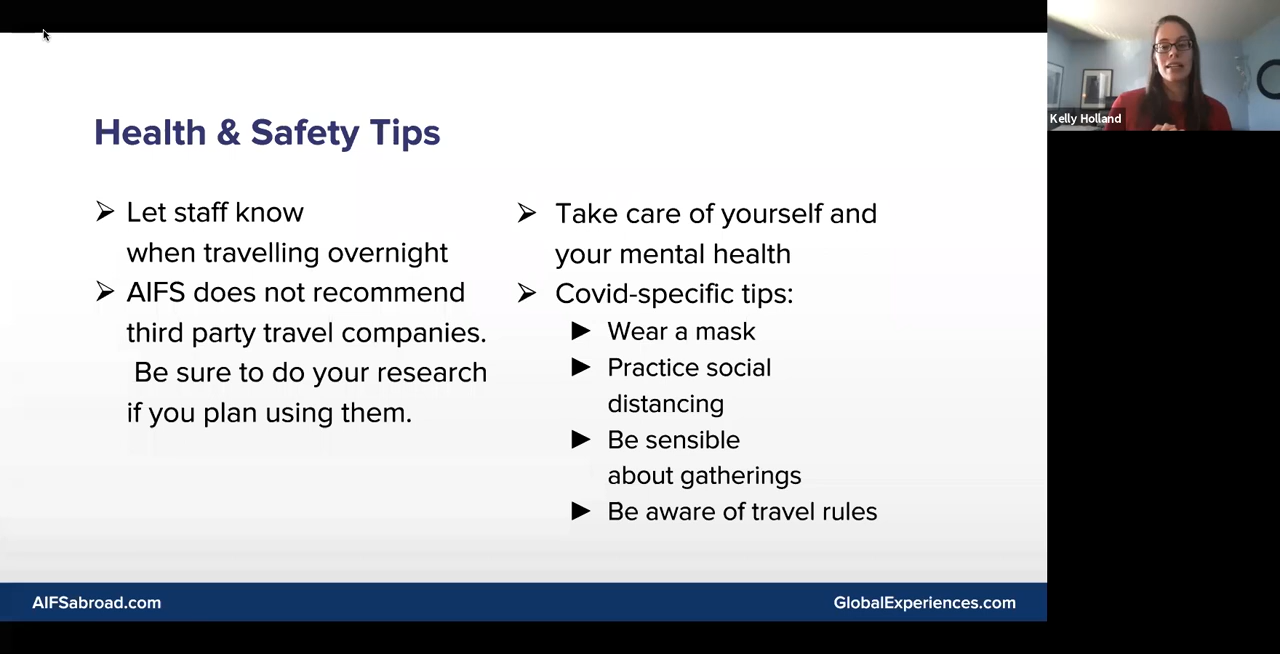 Kelly Holland
Health & Safety Tips
Let staff know
when travelling overnight
AIFS does not recommend
third party travel companies.
Be sure to do your research
if you plan using them.
Take care of yourself and
your mental health
Covid-specific tips:
Wear a mask
Practice social
distancing
Be sensible
about gatherings
Be aware of travel rules
AIFSabroad.com
GlobalExperiences.com